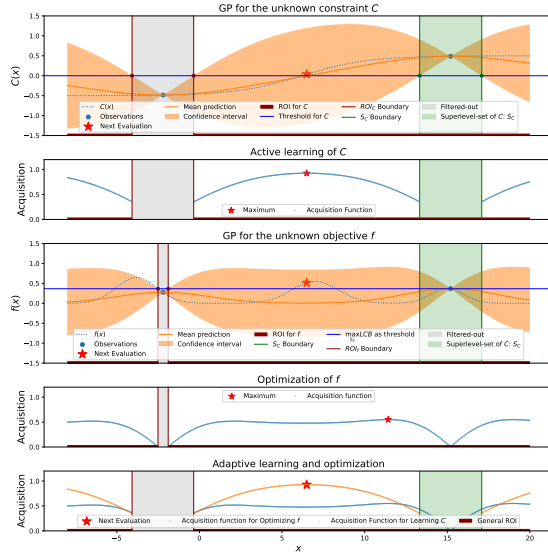 GP for the unknown constraint C
1.5
1.0
0.5
0.0
−0.5
−1.0
−1.5
C(x)
C(x)
Observations
Next Evaluation
Mean prediction
Confidence interval
ROI for C
Threshold for C
ROI_C Boundary
S_C Boundary
Filtered-out
Superlevel-set of C: S_C
Active learning of C
1.0
0.5
0.0
Acquisition
Maximum
Acquisition Function
GP for the unknown objective f
1.5
1.0
0.5
0.0
−0.5
−1.0
−1.5
f(x)
f(x)
Observations
Next Evaluation
Mean prediction
Confidence interval
ROI for f
S_C Boundary
maxLCB as threshold
S_C
ROI_f Boundary
Filtered-out
Superlevel-set of C: S_C
Optimization of f
1.0
0.5
0.0
Acquisition
Maximum
Acquisition function
Adaptive learning and optimization
1.0
0.5
0.0
Acquisition
Next Evaluation
Acquisition function for Optimizing f
Acquisition Function for Learning C
General ROI
−5
0
5
10
15
20
x